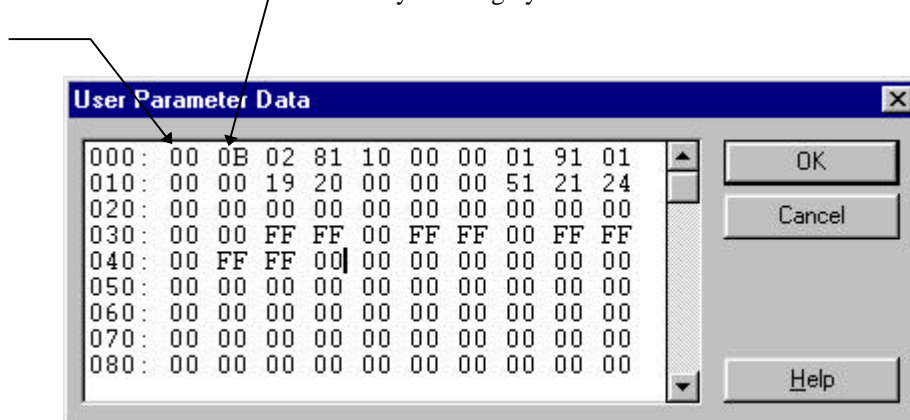 User Parameter Data
000: 00 0B 02 81 10 00 00 01 91 01
010: 00 00 19 20 00 00 00 51 21 24
020: 00 00 00 00 00 00 00 00 00 00
030: 00 00 FF FF 00 FF FF 00 FF FF
040: 00 FF FF 00 00 00 00 00 00 00
050: 00 00 00 00 00 00 00 00 00 00
060: 00 00 00 00 00 00 00 00 00 00
070: 00 00 00 00 00 00 00 00 00 00
080: 00 00 00 00 00 00 00 00 00 00
OK
Cancel
Help